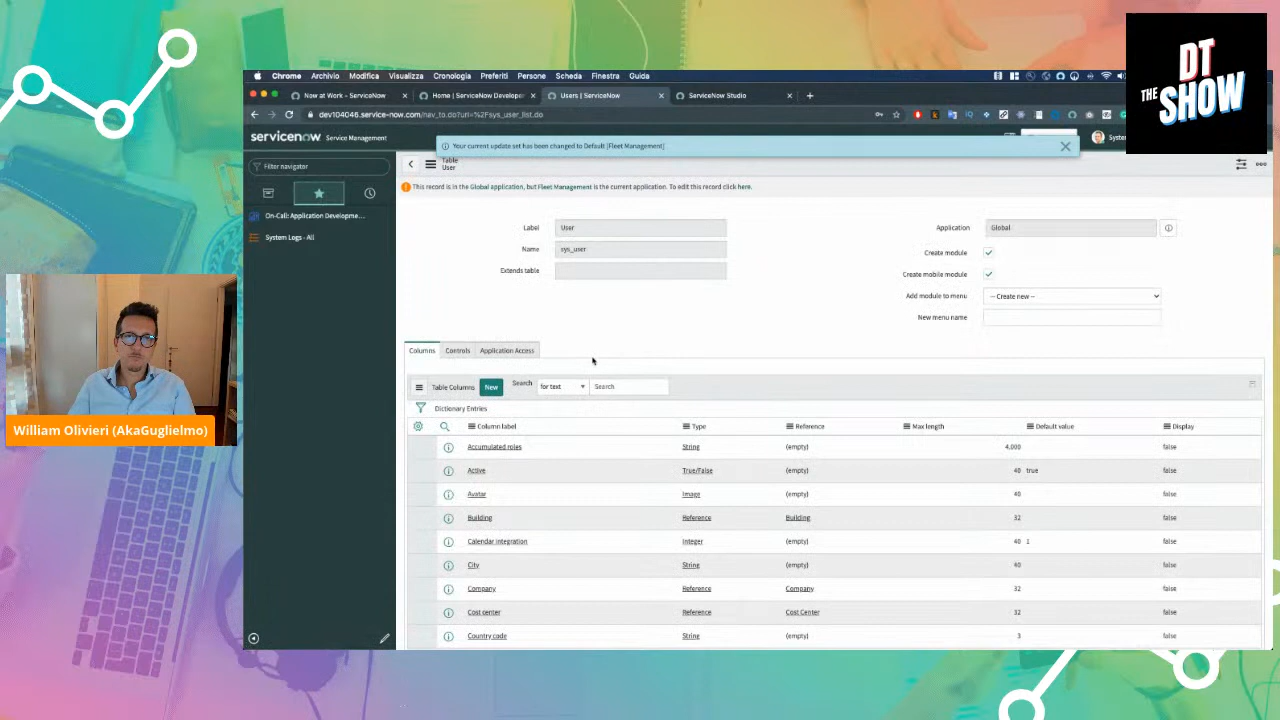 DT
THE SHOW
Chrome Archivio Modifica Visualizza Cronologia Preferiti Persone Scheda Finestra Guida
Now at Work – ServiceNow
Home | ServiceNow Developer
Users | ServiceNow
ServiceNow Studio
dev104046.service-now.com/nav_to.do?uri=%2Fsys_user_list.do
servicenow Service Management
Your current update set has been changed to Default [Fleet Management]
Syster
Filter navigator
Table
User
This record is in the Global application, but Fleet Management is the current application. To edit this record click here.
On-Call: Application Developme...
System Logs - All
Label User
Application Global
Name sys_user
Create module
Extends table
Create mobile module
Add module to menu -- Create new --
New menu name
Columns Controls Application Access
Table Columns New Search for text Search
Dictionary Entries
Column label Type Reference Max length Default value Display
Accumulated roles String (empty) 4,000 false
Active True/False (empty) 40 true false
Avatar Image (empty) 40 false
Building Reference Building 32 false
Calendar integration Integer (empty) 40 1 false
City String (empty) 40 false
Company Reference Company 32 false
Cost center Reference Cost Center 32 false
Country code String (empty) 3 false
William Olivieri (AkaGuglielmo)